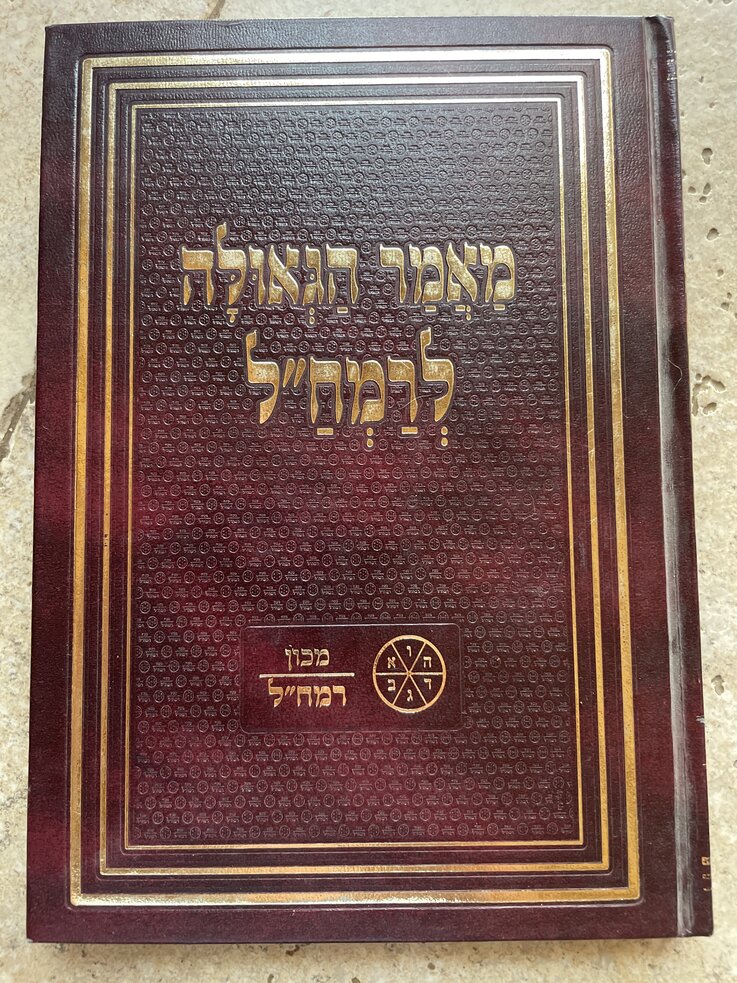 מַאֲמַר הַגְּאוּלָּה
לְרַמְחַ״ל
מכון
רמח״ל
ו
א ה
ב ד
ג